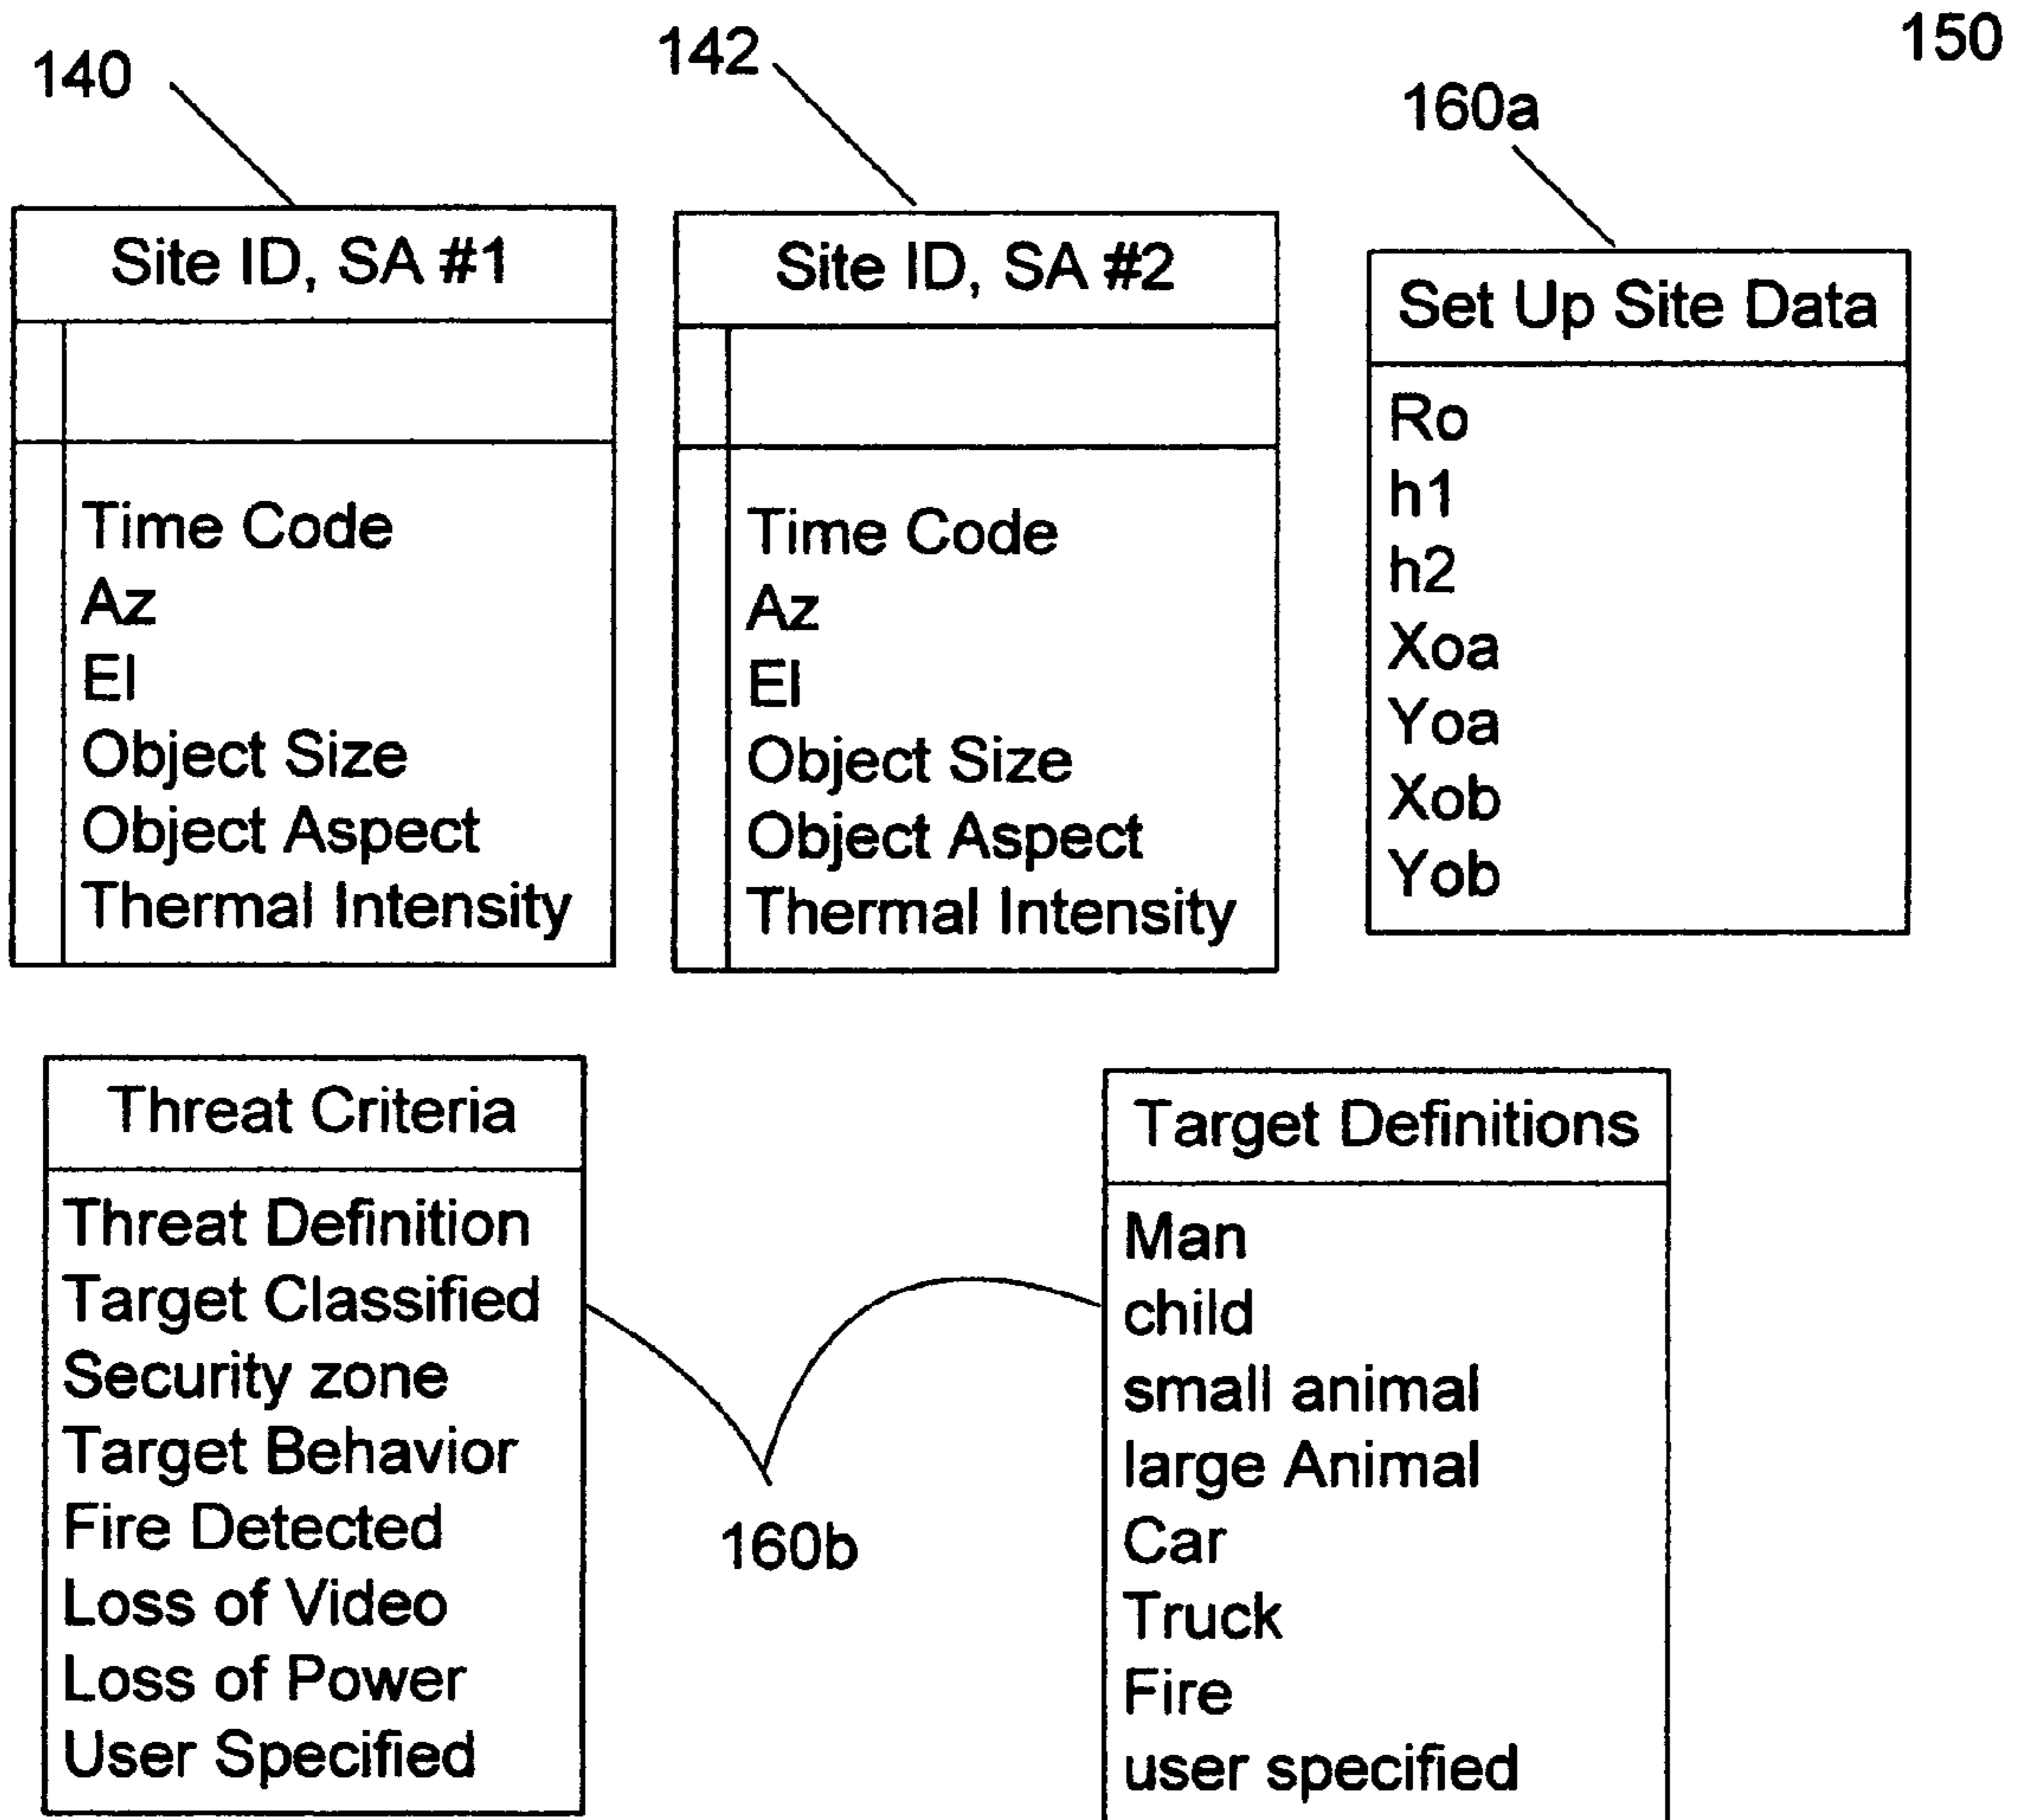 140
142
150
160a
Site ID, SA #1
Time Code
Az
El
Object Size
Object Aspect
Thermal Intensity
Site ID, SA #2
Time Code
Az
El
Object Size
Object Aspect
Thermal Intensity
Set Up Site Data
Ro
h1
h2
Xoa
Yoa
Xob
Yob
Threat Criteria
Threat Definition
Target Classified
Security zone
Target Behavior
Fire Detected
Loss of Video
Loss of Power
User Specified
160b
Target Definitions
Man
child
small animal
large Animal
Car
Truck
Fire
user specified